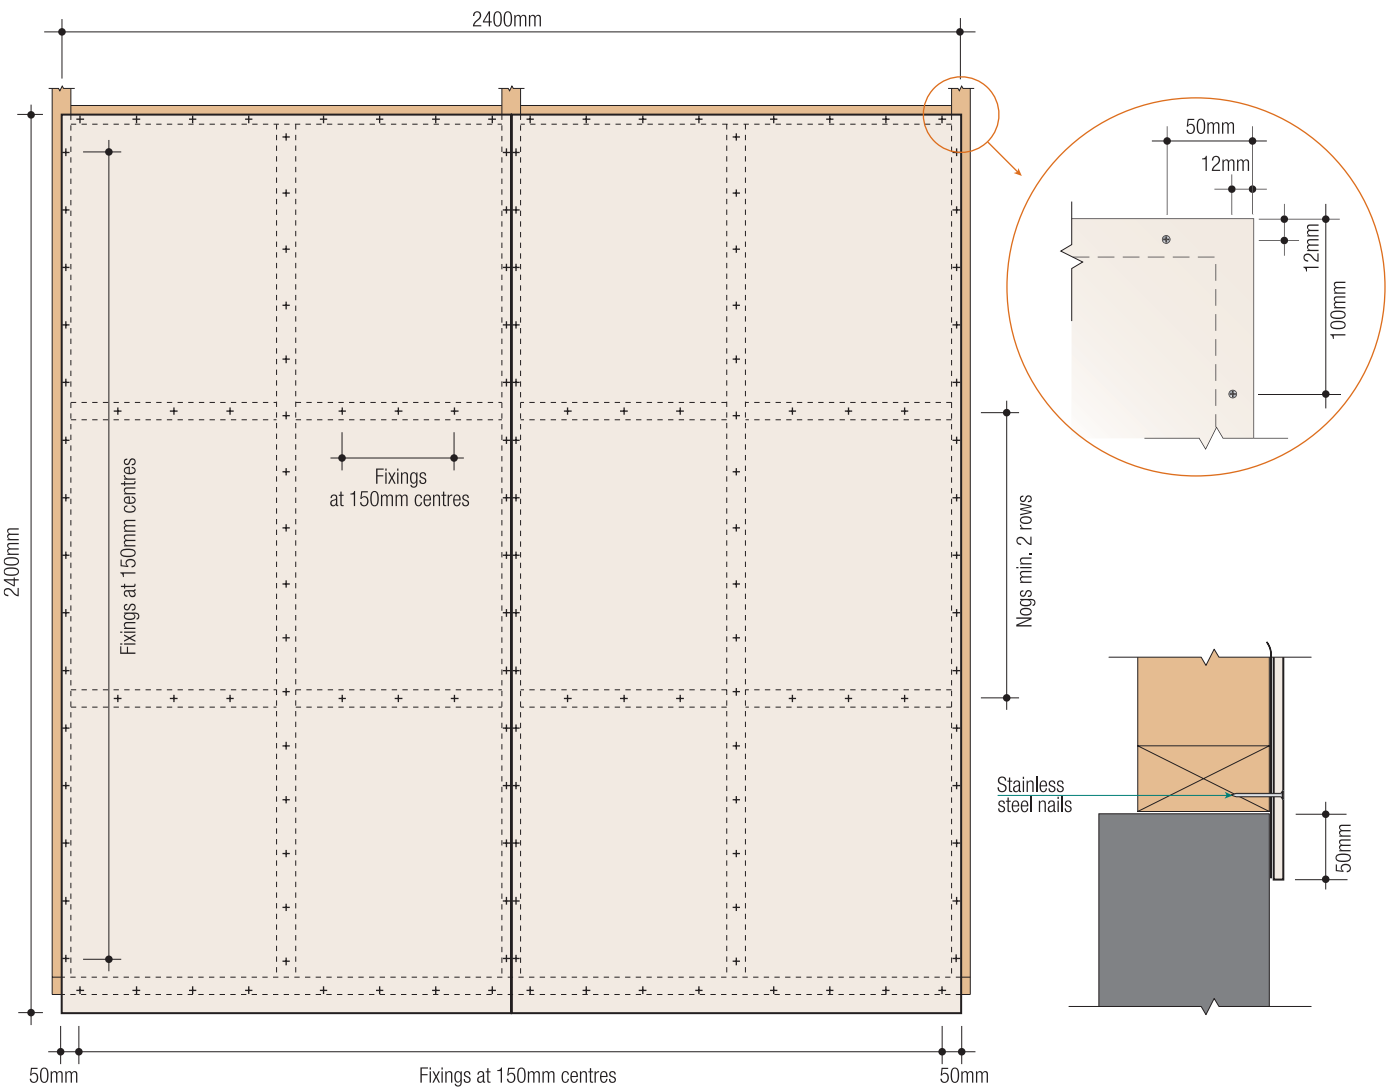 2400mm
50mm
12mm
12mm
100mm
2400mm
Fixings at 150mm centres
Fixings
at 150mm centres
Nogs min. 2 rows
Stainless
steel nails
50mm
50mm
Fixings at 150mm centres
50mm